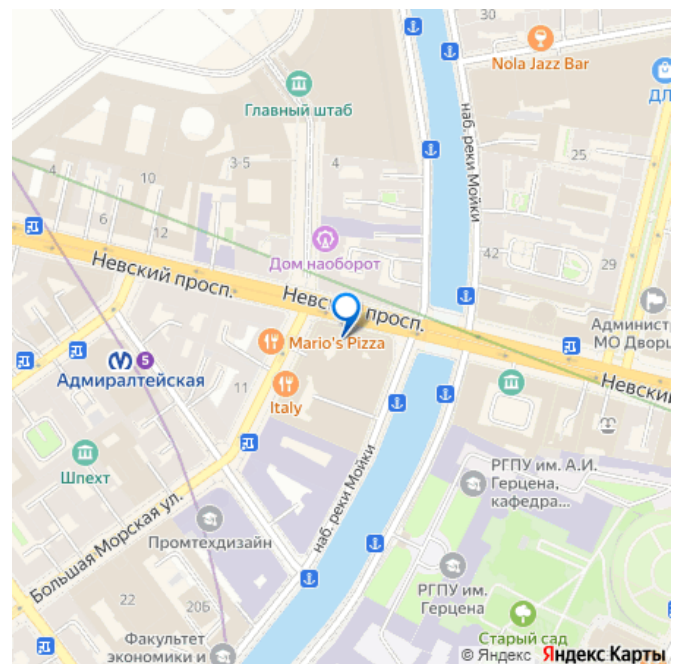 30
Nola Jazz Bar
ДЛ
Главный штаб
наб. реки Мойки
3-5
4
4
10
25
6
12
Дом наоборот
42
29
Невский просп.
Невский просп.
Админист
МО Дворц
Mario's Pizza
5
Адмиралтейская
11
Italy
Невски
Шпехт
РГПУ им. А.И.
Герцена,
кафедра...
наб. реки Мойки
Большая Морская ул.
Промтехдизайн
РГПУ им.
Герцена
22
20Б
Старый сад
Факультет
экономики и
© Яндекс Яндекс Карты